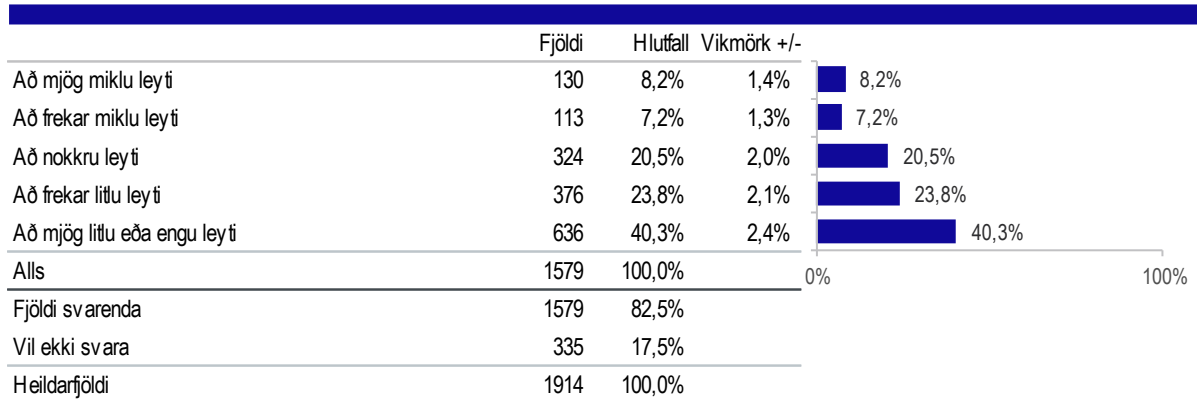 Fjöldi Hlutfall Vikmörk +/-
Að mjög miklu leyti 130 8,2% 1,4% 8,2%
Að frekar miklu leyti 113 7,2% 1,3% 7,2%
Að nokkru leyti 324 20,5% 2,0% 20,5%
Að frekar litlu leyti 376 23,8% 2,1% 23,8%
Að mjög litlu eða engu leyti 636 40,3% 2,4% 40,3%
Alls 1579 100,0% 0% 100%
Fjöldi svarenda 1579 82,5%
Vil ekki svara 335 17,5%
Heildarfjöldi 1914 100,0%